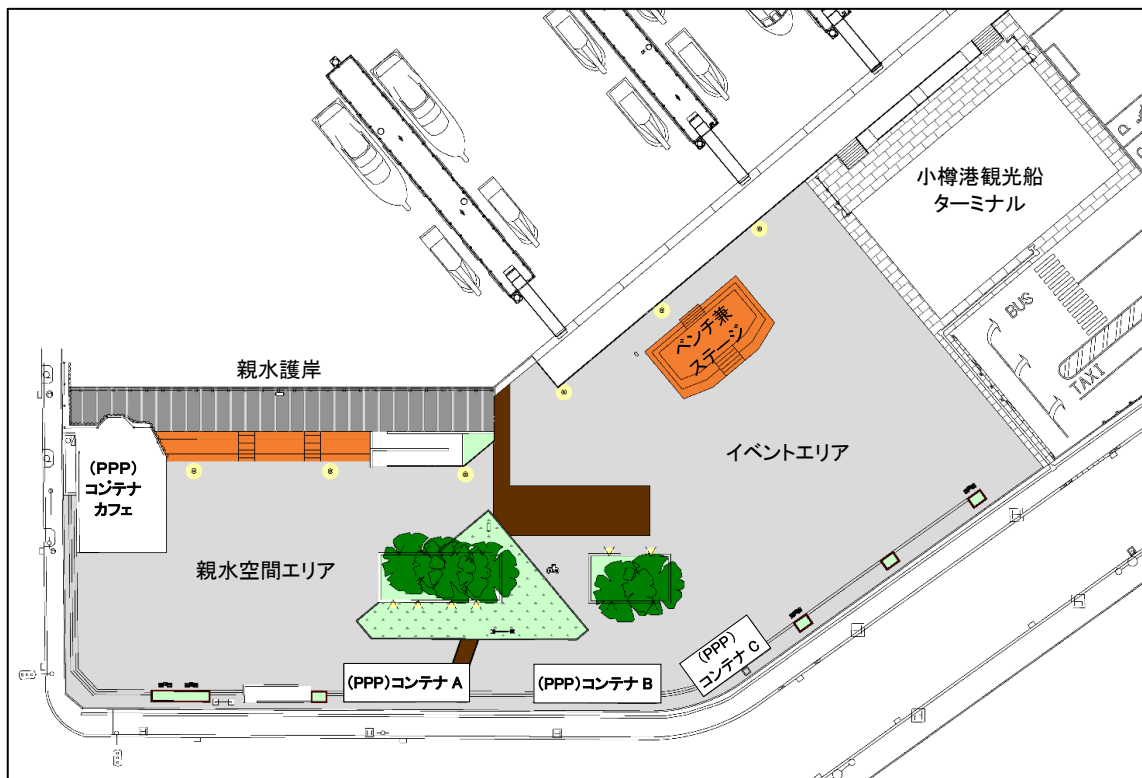 小樽港観光船
ターミナル
BUS
TAXI
ベンチ兼
ステージ
親水護岸
イベントエリア
(PPP)
コンテナ
カフェ
親水空間エリア
(PPP)コンテナ A
(PPP)コンテナ B
(PPP)
コンテナ C